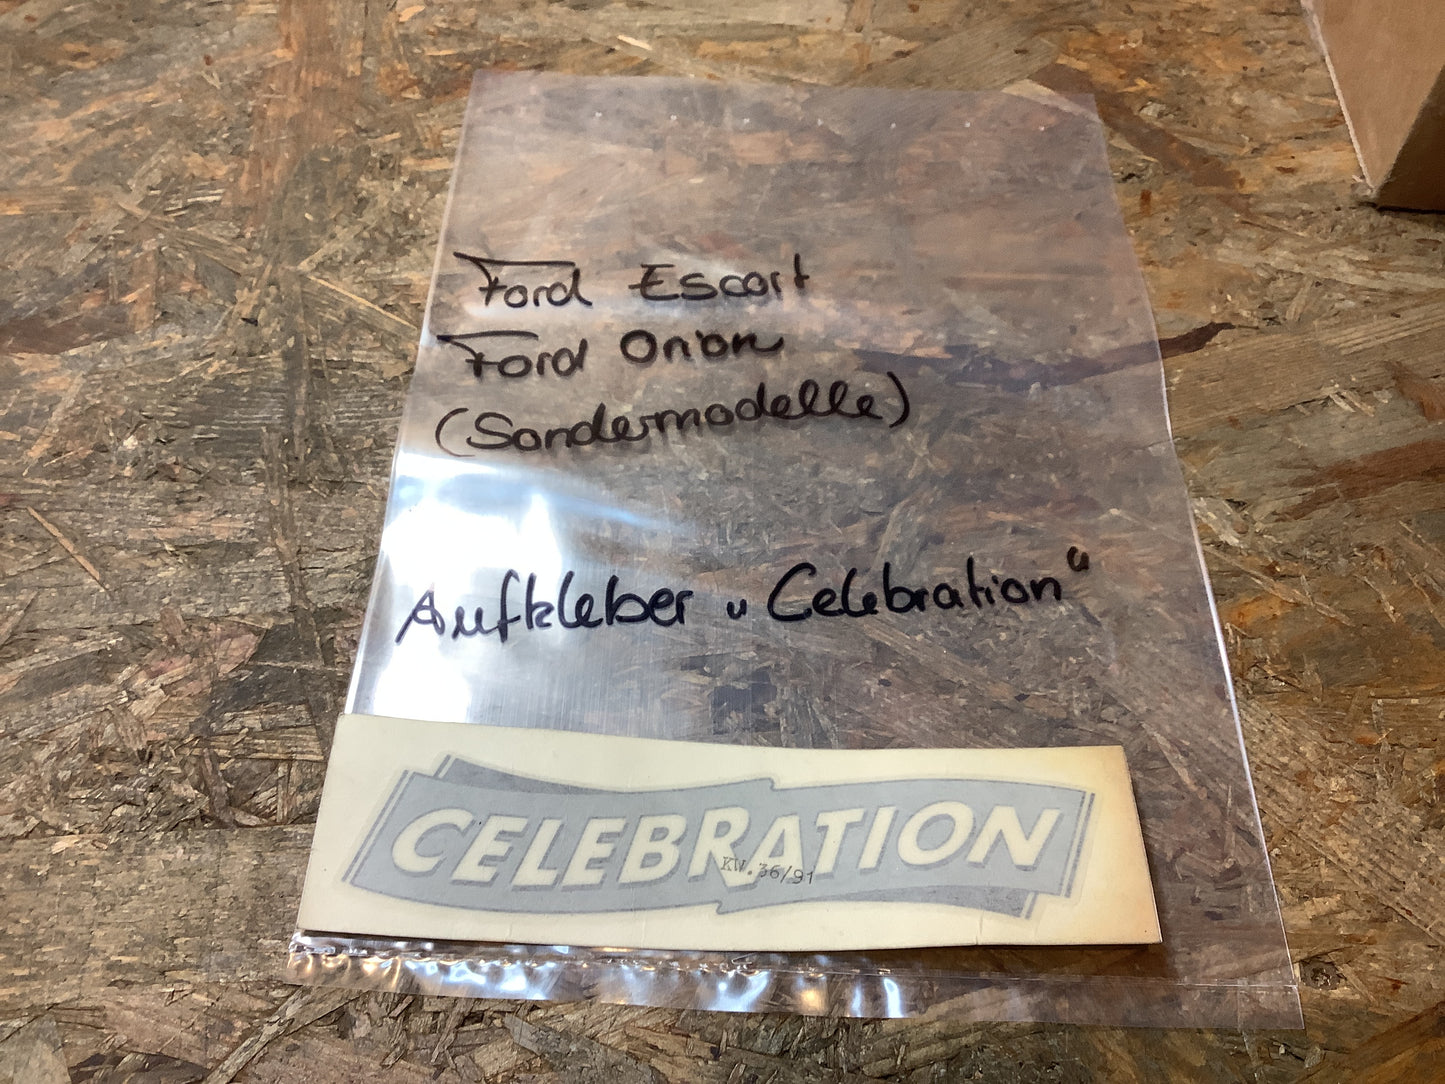 Ford Escort
Ford Orion
(Sondermodelle)
Aufkleber „Celebration“
CELEBRATION
KW.36/91